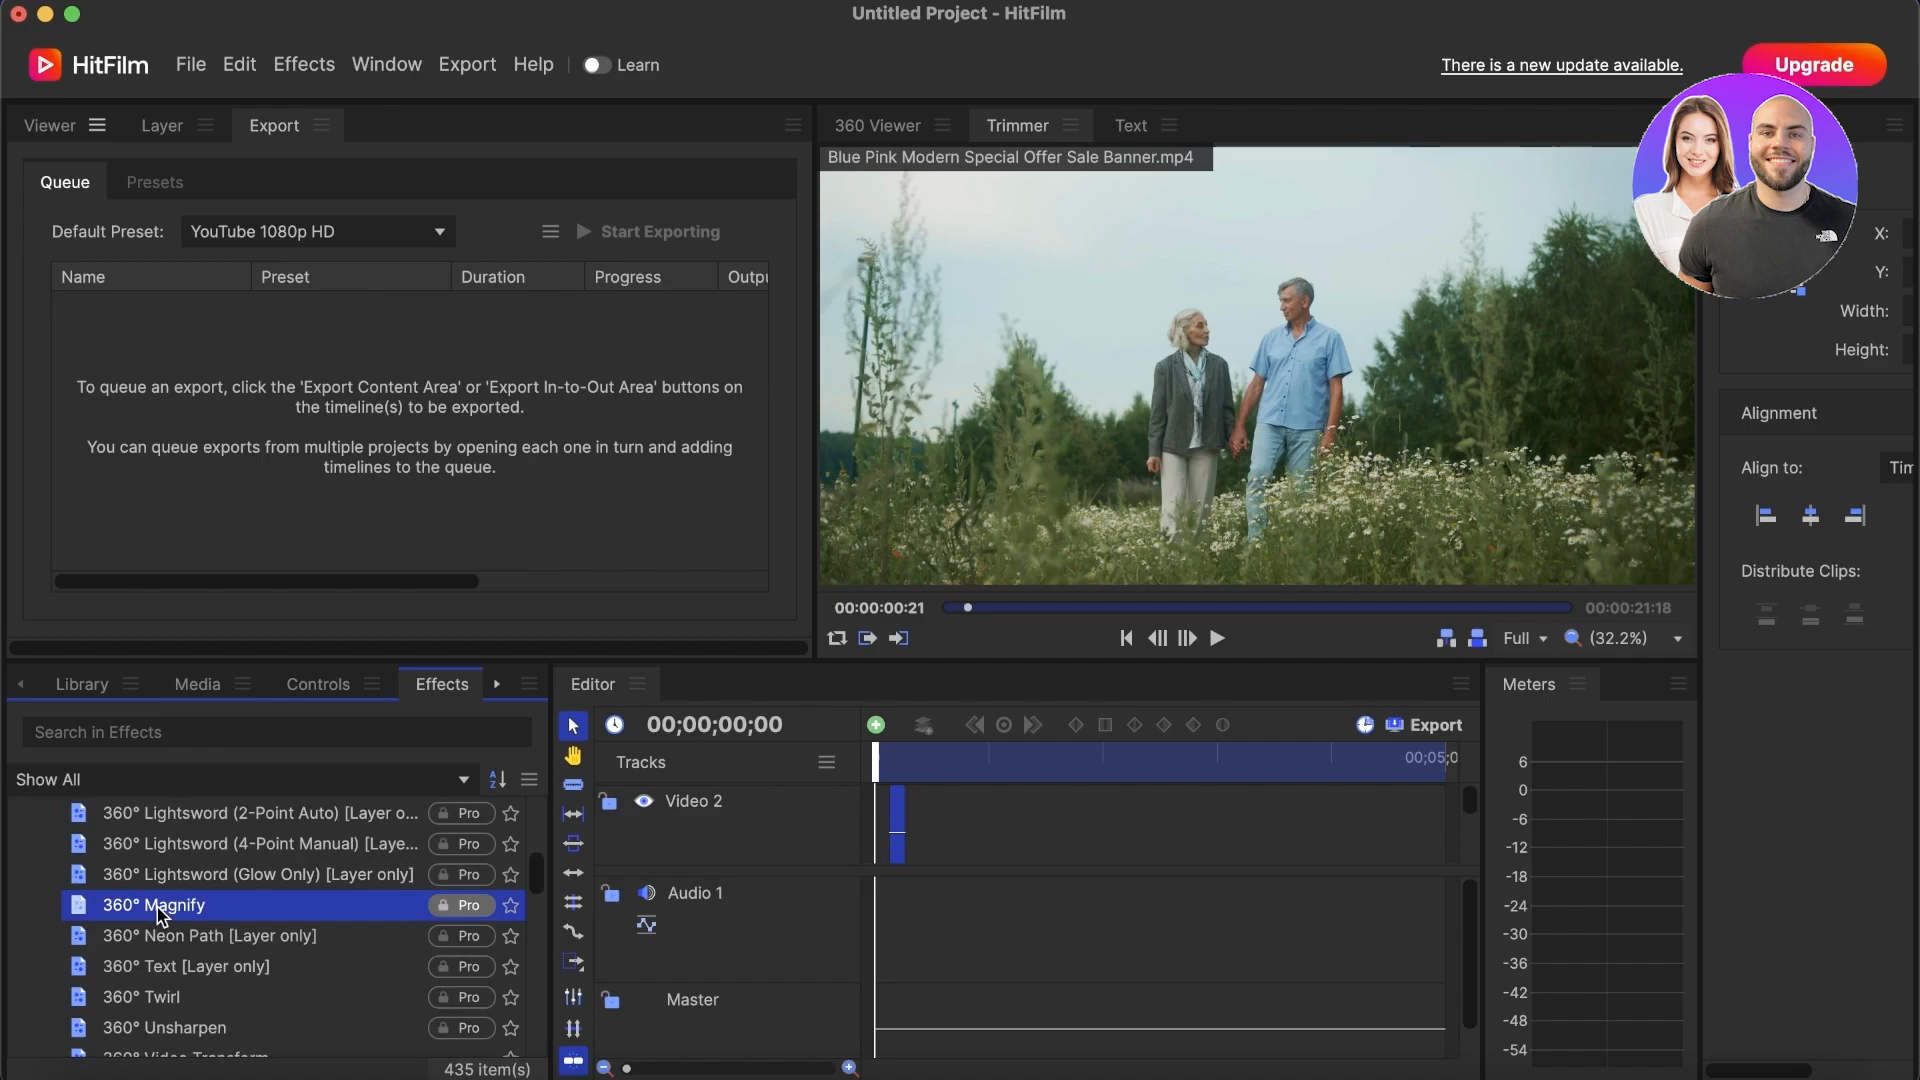 Untitled Project - HitFilm
HitFilm File Edit Effects Window Export Help Learn There is a new update available. Upgrade
Viewer Layer Export
360 Viewer Trimmer Text
Queue Presets
Blue Pink Modern Special Offer Sale Banner.mp4
Default Preset: YouTube 1080p HD Start Exporting
Name Preset Duration Progress Outpu
To queue an export, click the 'Export Content Area' or 'Export In-to-Out Area' buttons on
the timeline(s) to be exported.
You can queue exports from multiple projects by opening each one in turn and adding
timelines to the queue.
X:
Y:
Width:
Height:
Alignment
Align to: Tim
Distribute Clips:
00:00:00:21 00:00:21:18
Full (32.2%)
Library Media Controls Effects
Search in Effects
Show All
360° Lightsword (2-Point Auto) [Layer o... Pro
360° Lightsword (4-Point Manual) [Laye... Pro
360° Lightsword (Glow Only) [Layer only] Pro
360° Magnify Pro
360° Neon Path [Layer only] Pro
360° Text [Layer only] Pro
360° Twirl Pro
360° Unsharpen Pro
360° Video Transform
435 item(s)
Editor
00;00;00;00 Export
Tracks 00;05;0
Video 2
Audio 1
Master
Meters
6
0
-6
-12
-18
-24
-30
-36
-42
-48
-54